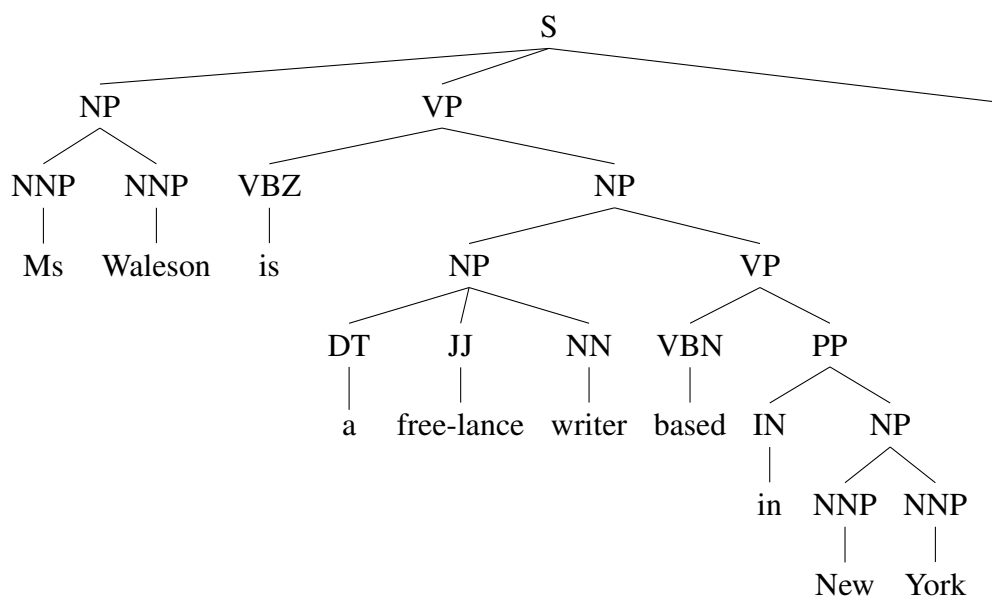 S
NP VP
NNP NNP VBZ NP
Ms Waleson is NP VP
DT JJ NN VBN PP
a free-lance writer based IN NP
in NNP NNP
New York